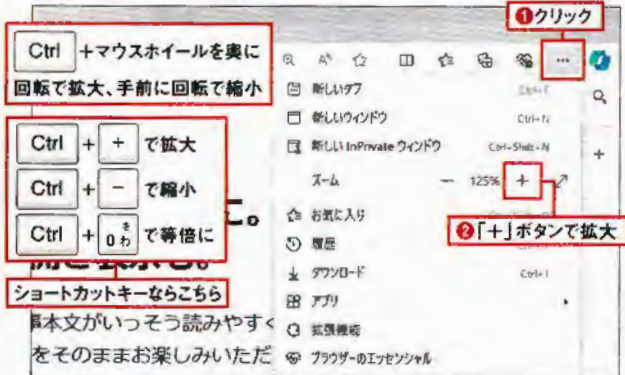 ❶クリック
Ctrl +マウスホイールを奥に
回転で拡大、手前に回転で縮小
新しいタブ
新しいウィンドウ Ctrl+N
Ctrl + + で拡大
新しい InPrivate ウィンドウ Ctrl+Shift+N
Ctrl + - で縮小
ズーム - 125% +
Ctrl + 0 を わ で等倍に
た。
お気に入り
❷「+」ボタンで拡大
履歴
ショートカットキーならこちら
ダウンロード Ctrl+J
アプリ
本文がいっそう読みやすく
拡張機能
をそのままお楽しみいただ
ブラウザーのエッセンシャル